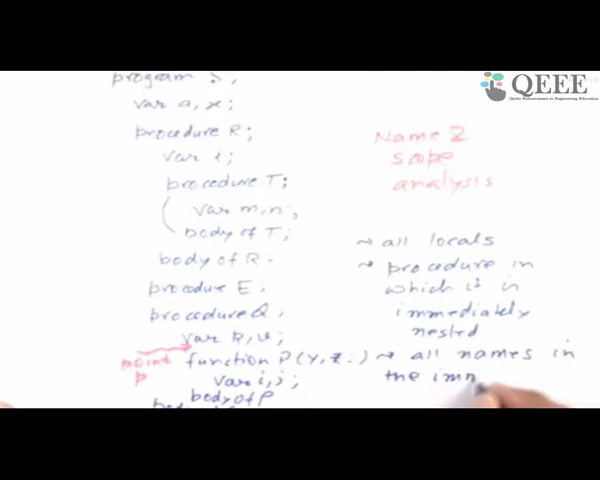 QEEE
Quality Enhancement in Engineering Education
program S;
var a, x;
procedure R;
var i;
procedure T;
var m, n;
body of T;
body of R.
procedure E;
procedure Q;
var R, v;
function P(Y, Z:)
var i, j;
body of P
point
p
Name &
scope
analysis
~ all locals
~ procedure in
which it is
immediately
nested
~ all names in
the imm